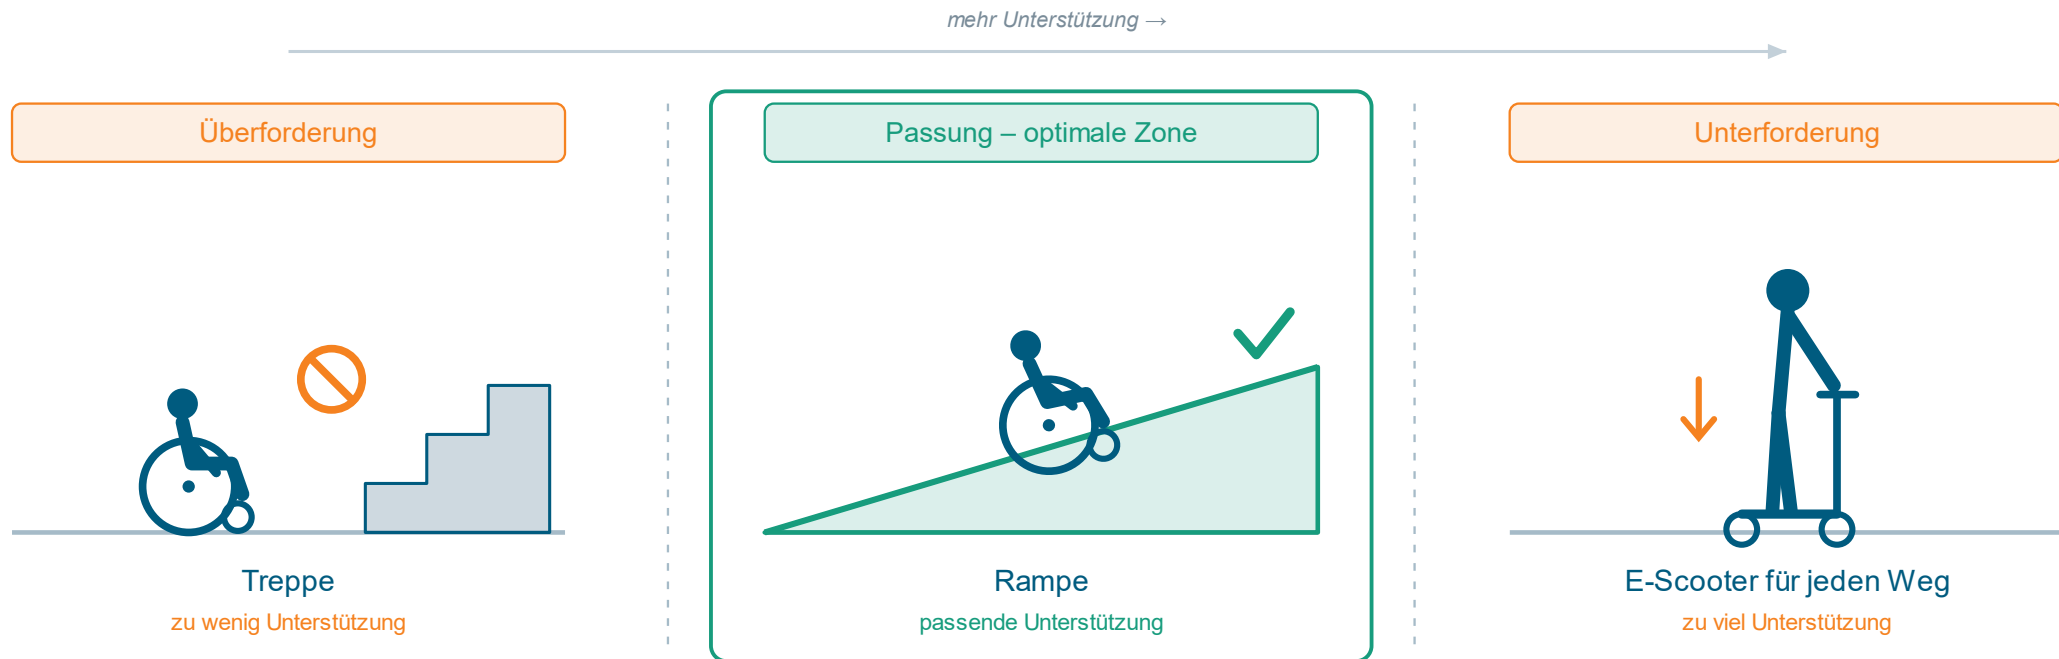 mehr Unterstützung →
Überforderung
Passung – optimale Zone
Unterforderung
Treppe
zu wenig Unterstützung
Rampe
passende Unterstützung
E-Scooter für jeden Weg
zu viel Unterstützung